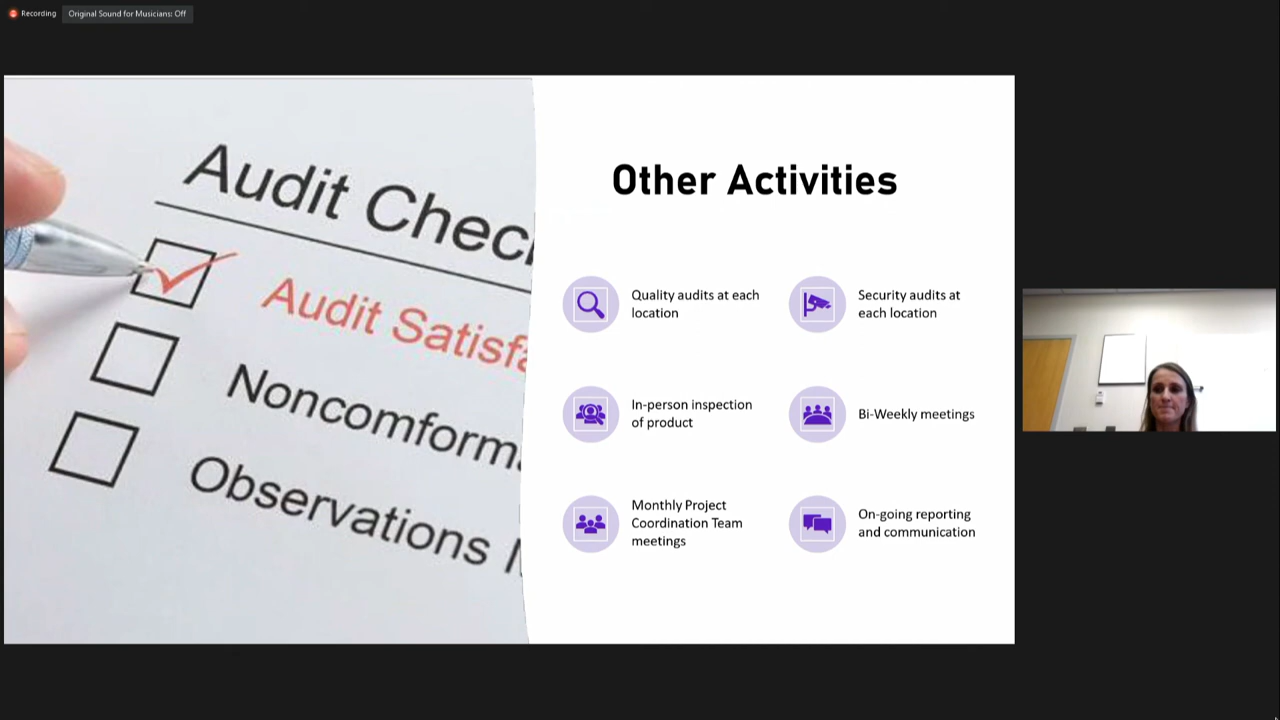 Recording
Original Sound for Musicians: Off
Audit Chec
Audit Satisf
Noncomform
Observations
Other Activities
Quality audits at each
location
Security audits at
each location
In-person inspection
of product
Bi-Weekly meetings
Monthly Project
Coordination Team
meetings
On-going reporting
and communication